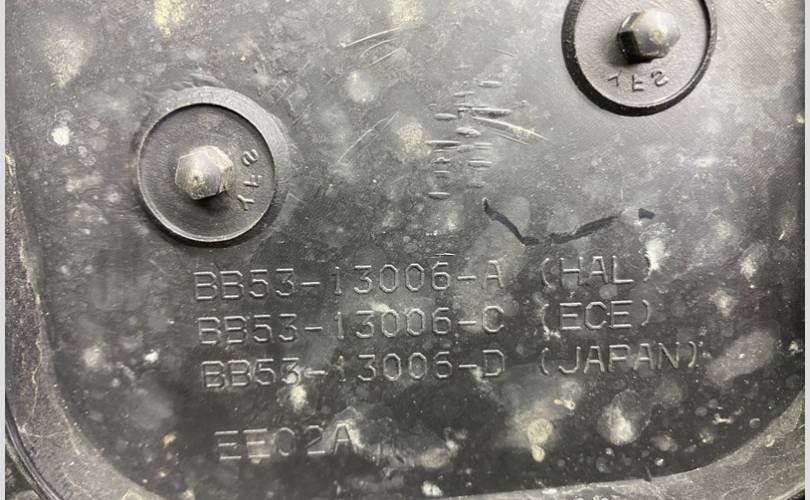 BB53-13006-A (HAL)
BB53-13006-C (ECE)
BB53-13006-D (JAPAN)
EE02A